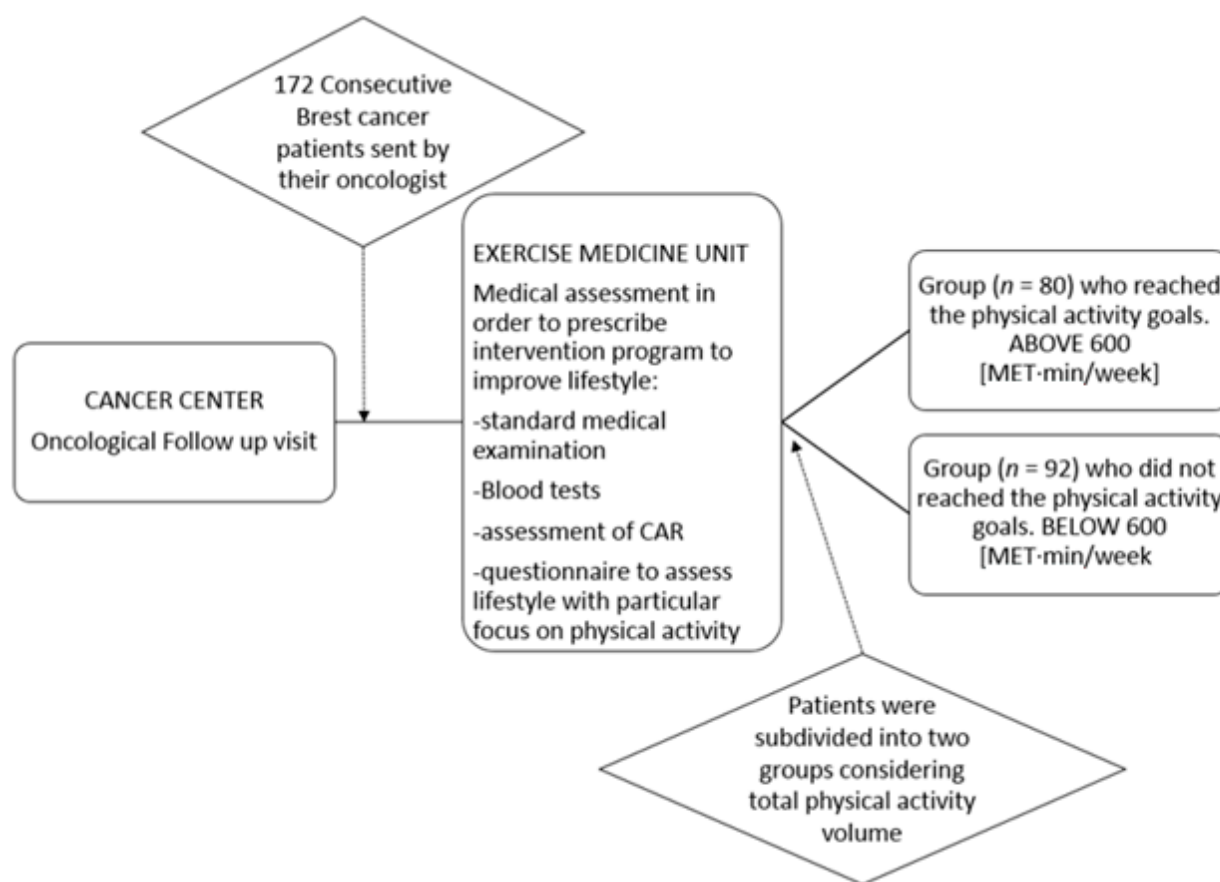 172 Consecutive
Brest cancer
patients sent by
their oncologist
CANCER CENTER
Oncological Follow up visit
EXERCISE MEDICINE UNIT
Medical assessment in
order to prescribe
intervention program to
improve lifestyle:
-standard medical
examination
-Blood tests
-assessment of CAR
-questionnaire to assess
lifestyle with particular
focus on physical activity
Group (n = 80) who reached
the physical activity goals.
ABOVE 600
[MET·min/week]
Group (n = 92) who did not
reached the physical activity
goals. BELOW 600
[MET·min/week
Patients were
subdivided into two
groups considering
total physical activity
volume